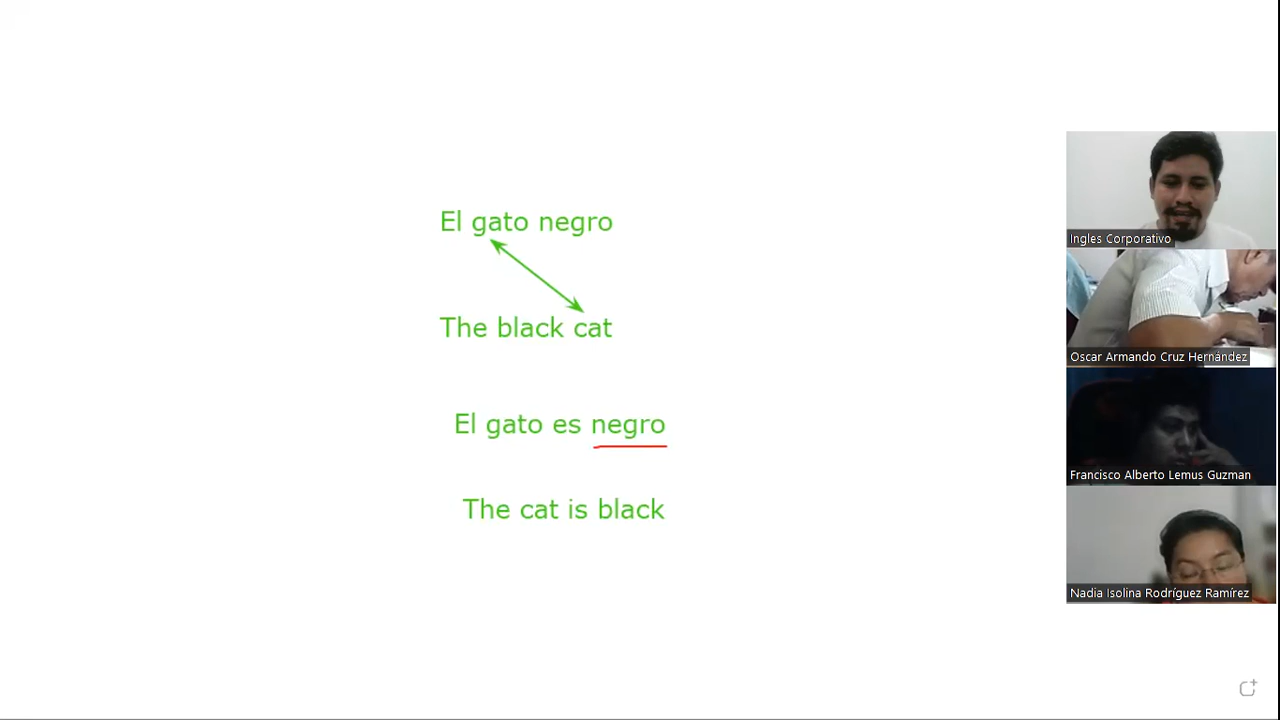 El gato negro
The black cat
El gato es negro
The cat is black
Ingles Corporativo
Oscar Armando Cruz Hernández
Francisco Alberto Lemus Guzman
Nadia Isolina Rodríguez Ramírez